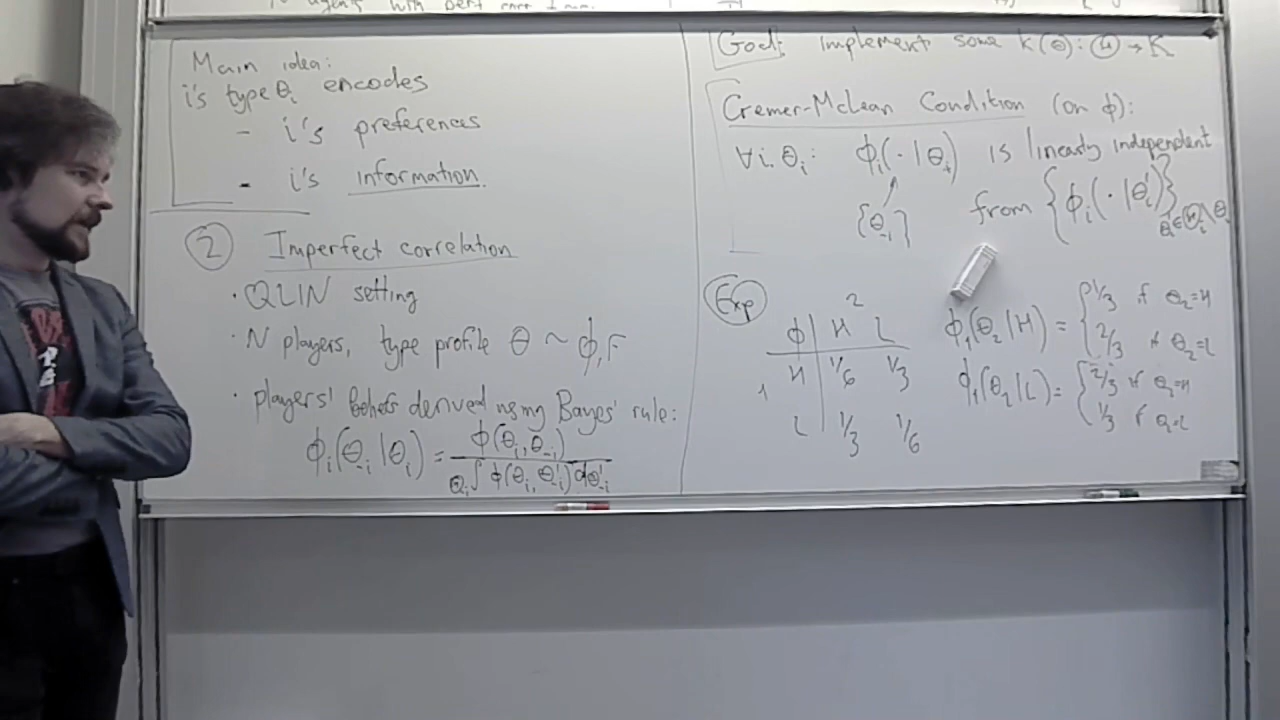 Main idea:
i's type θi encodes
- i's preferences
- i's information.
② Imperfect correlation
· QLIN setting
· N players, type profile θ ~ ϕ, F
· players' beliefs derived using Bayes' rule:
ϕi(θ-i | θi) = ϕ(θi, θ-i) / Θ-i∫ ϕ(θi, θ'-i) dθ'-i
Goal: implement some k(θ): Ⓗ → K
Cremer-McLean Condition (on ϕ):
∀i, θi: ϕi(· | θi) is linearly independent
{θ-i}
from {ϕi(· | θ'i)} θ'i∈Ⓗi\θi
Exp
2
ϕ | H L
H 1/6 1/3
1
L 1/3 1/6
ϕ1(θ2 | H) = { 1/3 if θ2=H
2/3 if θ2=L
ϕ1(θ2 | L) = { 2/3 if θ2=H
1/3 if θ2=L